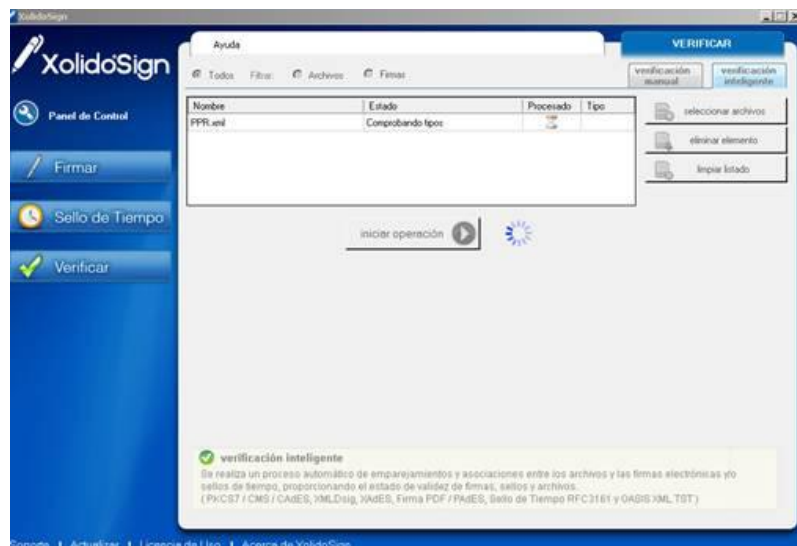 XolidoSign
XolidoSign
Panel de Control
Firmar
Sello de Tiempo
Verificar
Ayuda
VERIFICAR
Todos Filtrar: Archivos Firmas
verificación manual
verificación inteligente
Nombre Estado Procesado Tipo
PPR.xml Comprobando tipos
seleccionar archivos
eliminar elemento
limpiar listado
iniciar operación
verificación inteligente
Se realiza un proceso automático de emparejamientos y asociaciones entre los archivos y las firmas electrónicas y/o
sellos de tiempo, proporcionando el estado de validez de firmas, sellos y archivos.
(PKCS7 / CMS / CAdES, XMLDsig, XAdES, Firma PDF / PAdES, Sello de Tiempo RFC3161 y OASIS XML TST)
Soporte | Actualizar | Licencia de Uso | Acerca de XolidoSign